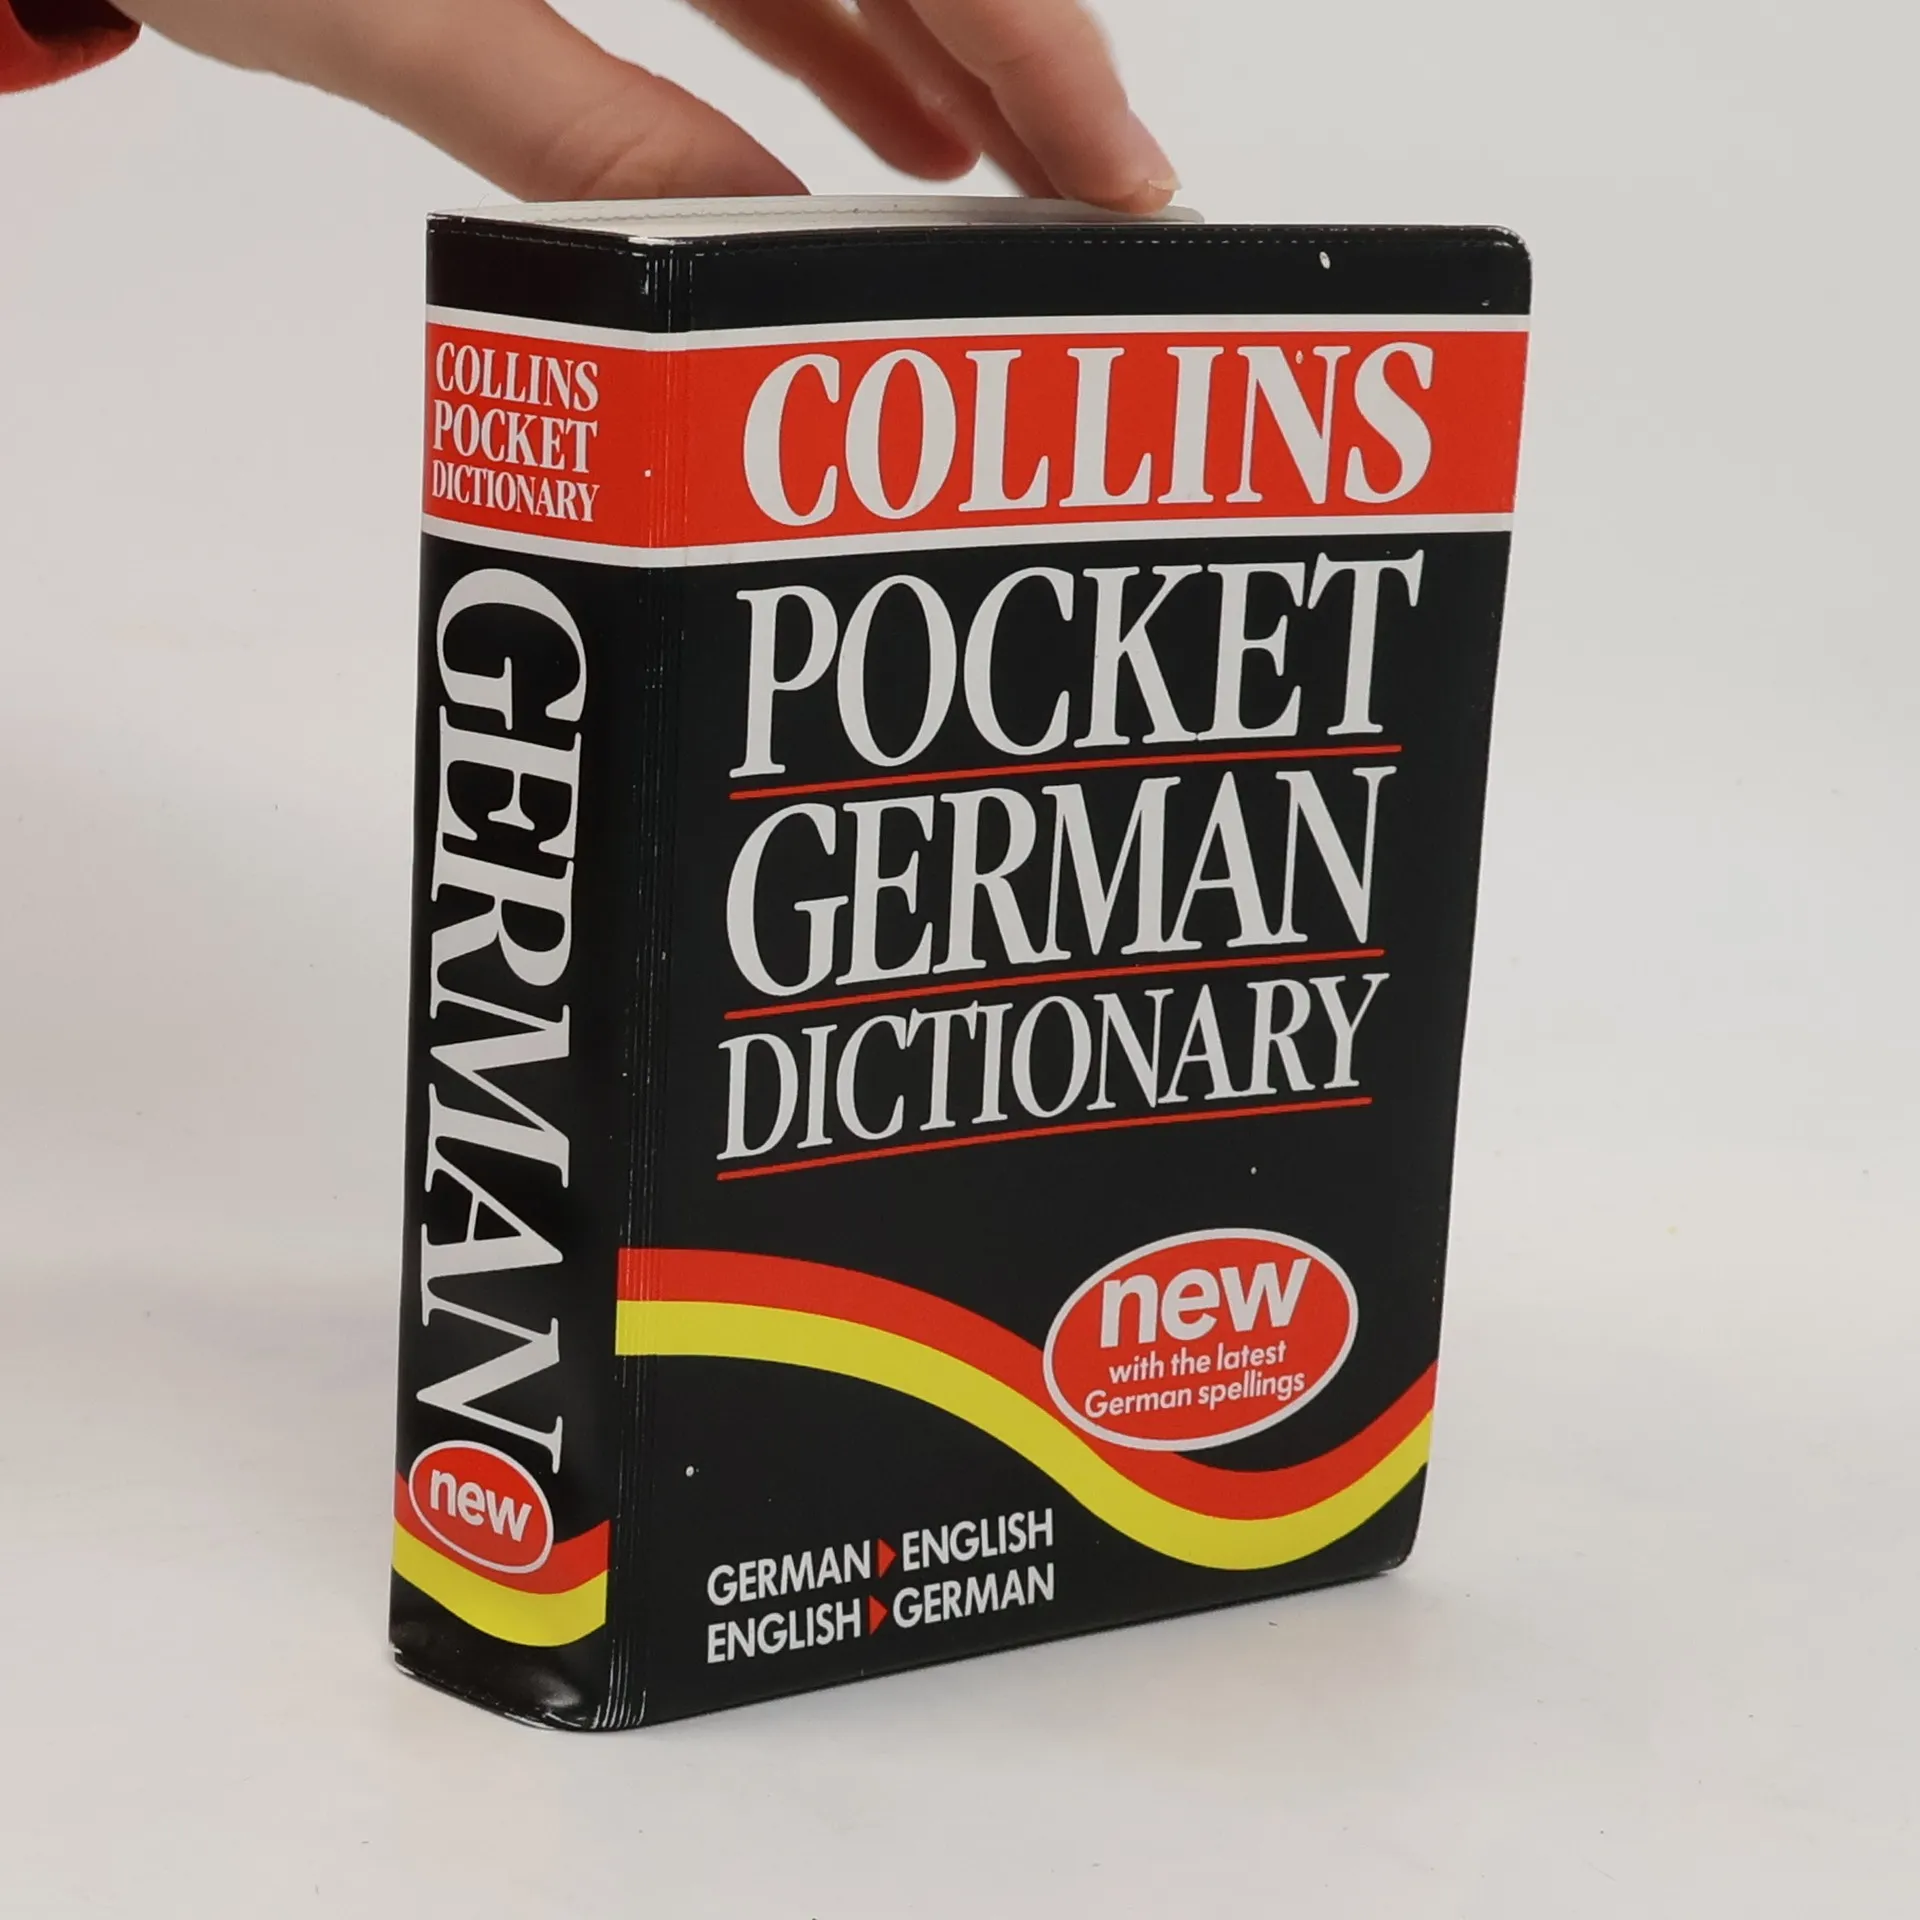 COLLINS
POCKET
DICTIONARY
GERMAN
new
COLLINS
POCKET
GERMAN
DICTIONARY
new
with the latest
German spellings
GERMAN ENGLISH
ENGLISH GERMAN